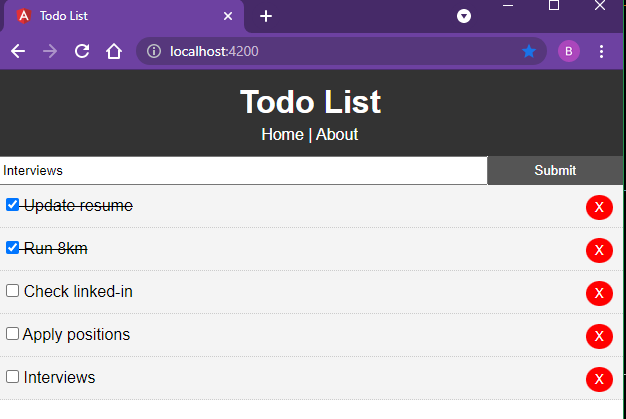 Todo List
localhost:4200
B
Todo List
Home | About
Interviews Submit
Update resume X
Run 8km X
Check linked-in X
Apply positions X
Interviews X